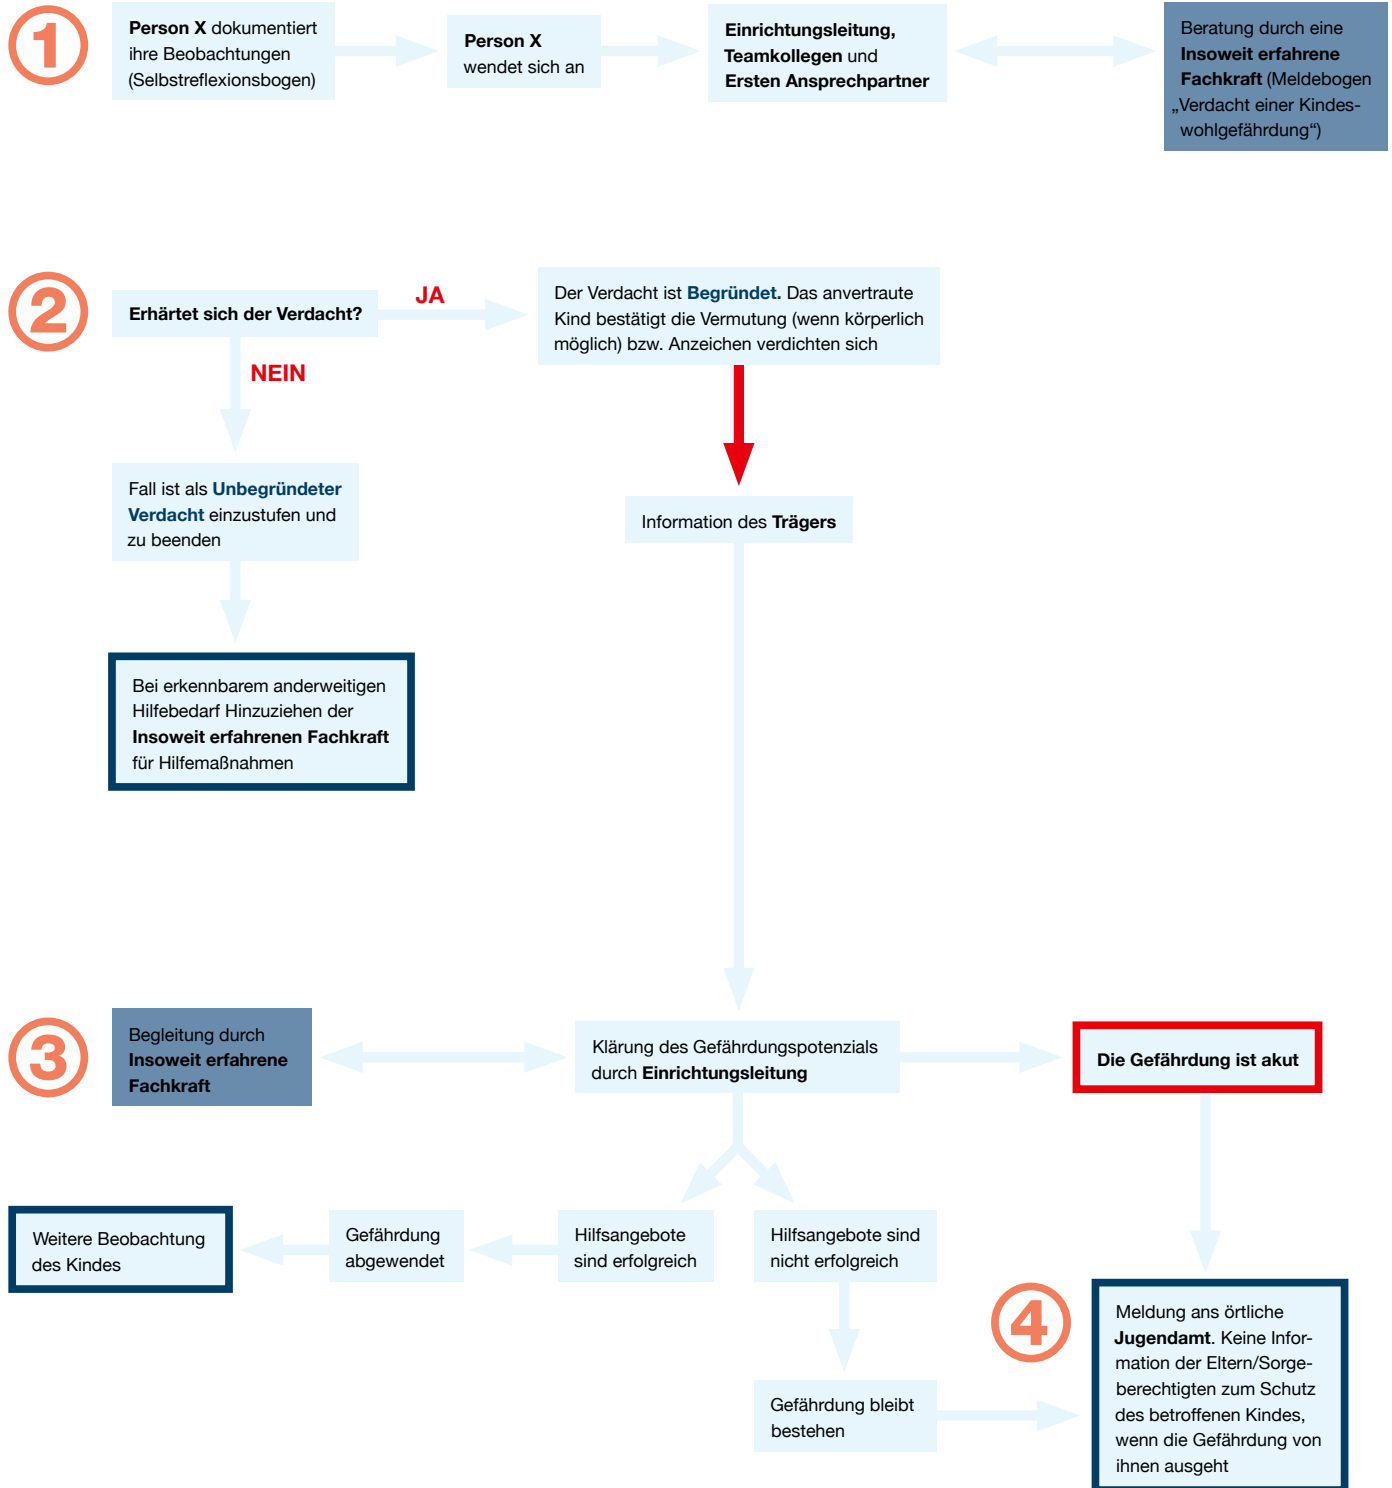 1
Person X dokumentiert
ihre Beobachtungen
(Selbstreflexionsbogen)
Person X
wendet sich an
Einrichtungsleitung,
Teamkollegen und
Ersten Ansprechpartner
Beratung durch eine
Insoweit erfahrene
Fachkraft (Meldebogen
„Verdacht einer Kindes-
wohlgefährdung“)
2
Erhärtet sich der Verdacht?
JA
Der Verdacht ist Begründet. Das anvertraute
Kind bestätigt die Vermutung (wenn körperlich
möglich) bzw. Anzeichen verdichten sich
NEIN
Fall ist als Unbegründeter
Verdacht einzustufen und
zu beenden
Information des Trägers
Bei erkennbarem anderweitigen
Hilfebedarf Hinzuziehen der
Insoweit erfahrenen Fachkraft
für Hilfemaßnahmen
3
Begleitung durch
Insoweit erfahrene
Fachkraft
Klärung des Gefährdungspotenzials
durch Einrichtungsleitung
Die Gefährdung ist akut
Weitere Beobachtung
des Kindes
Gefährdung
abgewendet
Hilfsangebote
sind erfolgreich
Hilfsangebote sind
nicht erfolgreich
4
Meldung ans örtliche
Jugendamt. Keine Infor-
mation der Eltern/Sorge-
berechtigten zum Schutz
des betroffenen Kindes,
wenn die Gefährdung von
ihnen ausgeht
Gefährdung bleibt
bestehen